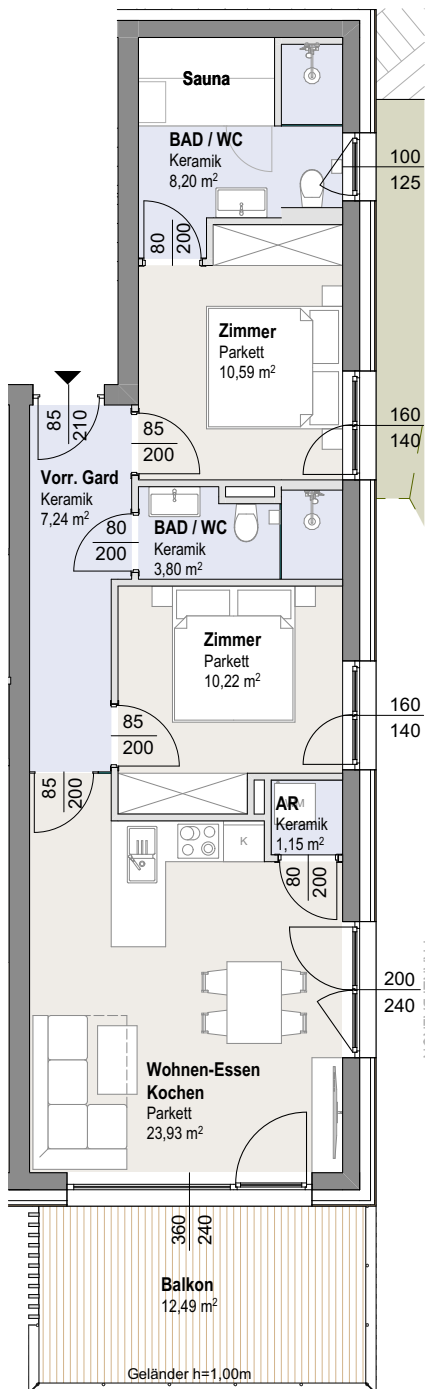 Sauna
BAD / WC
Keramik
8,20 m²
100
125
80
200
Zimmer
Parkett
10,59 m²
160
140
85
210
85
200
Vorr. Gard
Keramik
7,24 m²
80
200
BAD / WC
Keramik
3,80 m²
Zimmer
Parkett
10,22 m²
160
140
85
200
85
200
AR
Keramik
1,15 m²
K
80
200
200
240
Wohnen-Essen
Kochen
Parkett
23,93 m²
360
240
Balkon
12,49 m²
Geländer h=1,00m